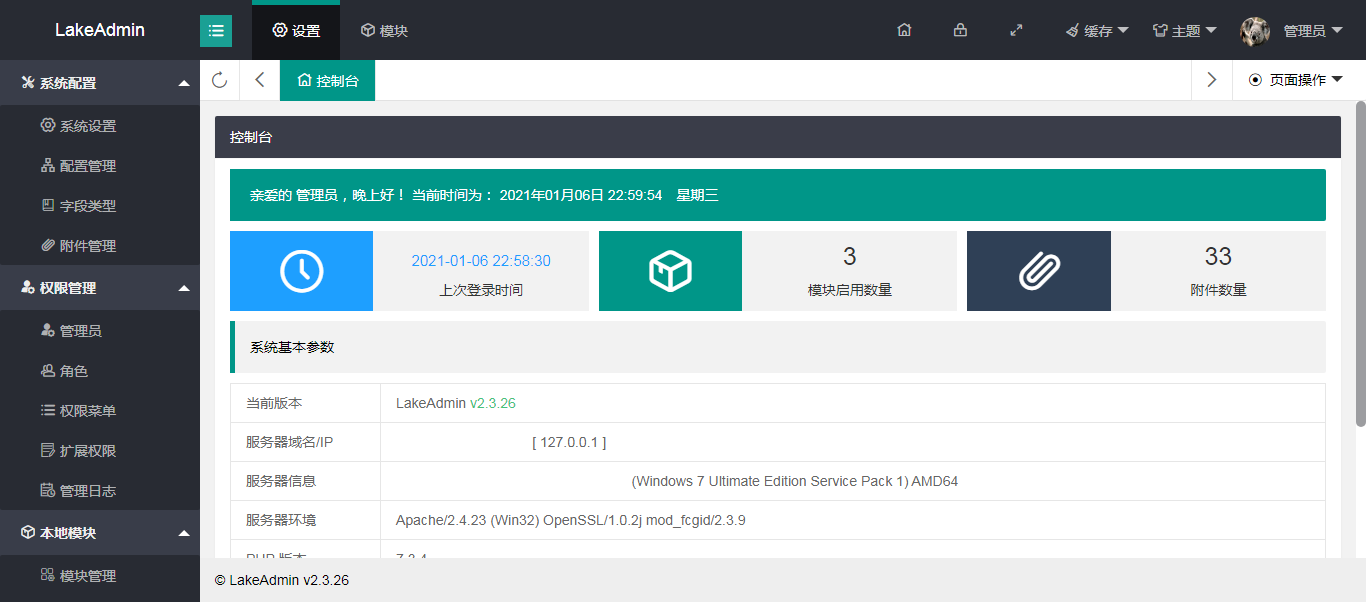 LakeAdmin
设置
模块
缓存
主题
管理员
系统配置
系统设置
配置管理
字段类型
附件管理
权限管理
管理员
角色
权限菜单
扩展权限
管理日志
本地模块
模块管理
控制台
页面操作
控制台
亲爱的 管理员，晚上好！ 当前时间为： 2021年01月06日 22:59:54 星期三
2021-01-06 22:58:30
上次登录时间
3
模块启用数量
33
附件数量
系统基本参数
当前版本 LakeAdmin v2.3.26
服务器域名/IP [ 127.0.0.1 ]
服务器信息 (Windows 7 Ultimate Edition Service Pack 1) AMD64
服务器环境 Apache/2.4.23 (Win32) OpenSSL/1.0.2j mod_fcgid/2.3.9
PHP 版本
© LakeAdmin v2.3.26